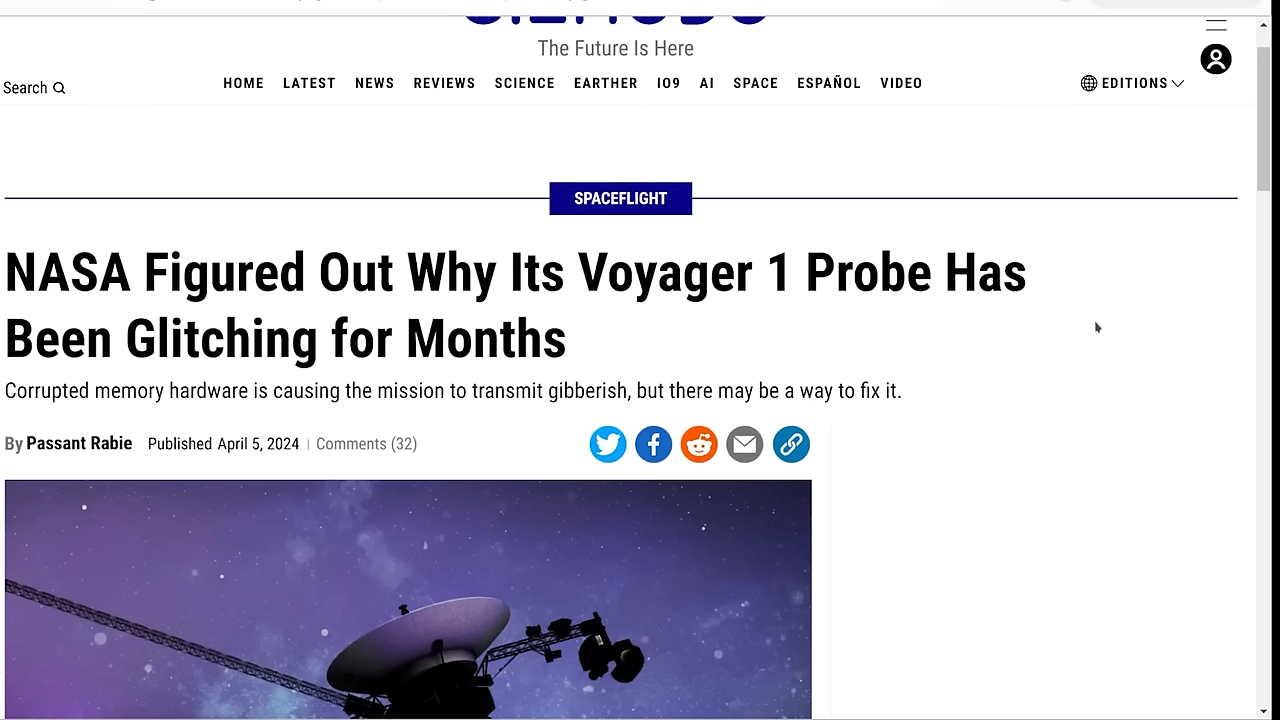 The Future Is Here
Search
HOME LATEST NEWS REVIEWS SCIENCE EARTHER IO9 AI SPACE ESPAÑOL VIDEO
EDITIONS
SPACEFLIGHT
NASA Figured Out Why Its Voyager 1 Probe Has
Been Glitching for Months
Corrupted memory hardware is causing the mission to transmit gibberish, but there may be a way to fix it.
By Passant Rabie Published April 5, 2024 | Comments (32)